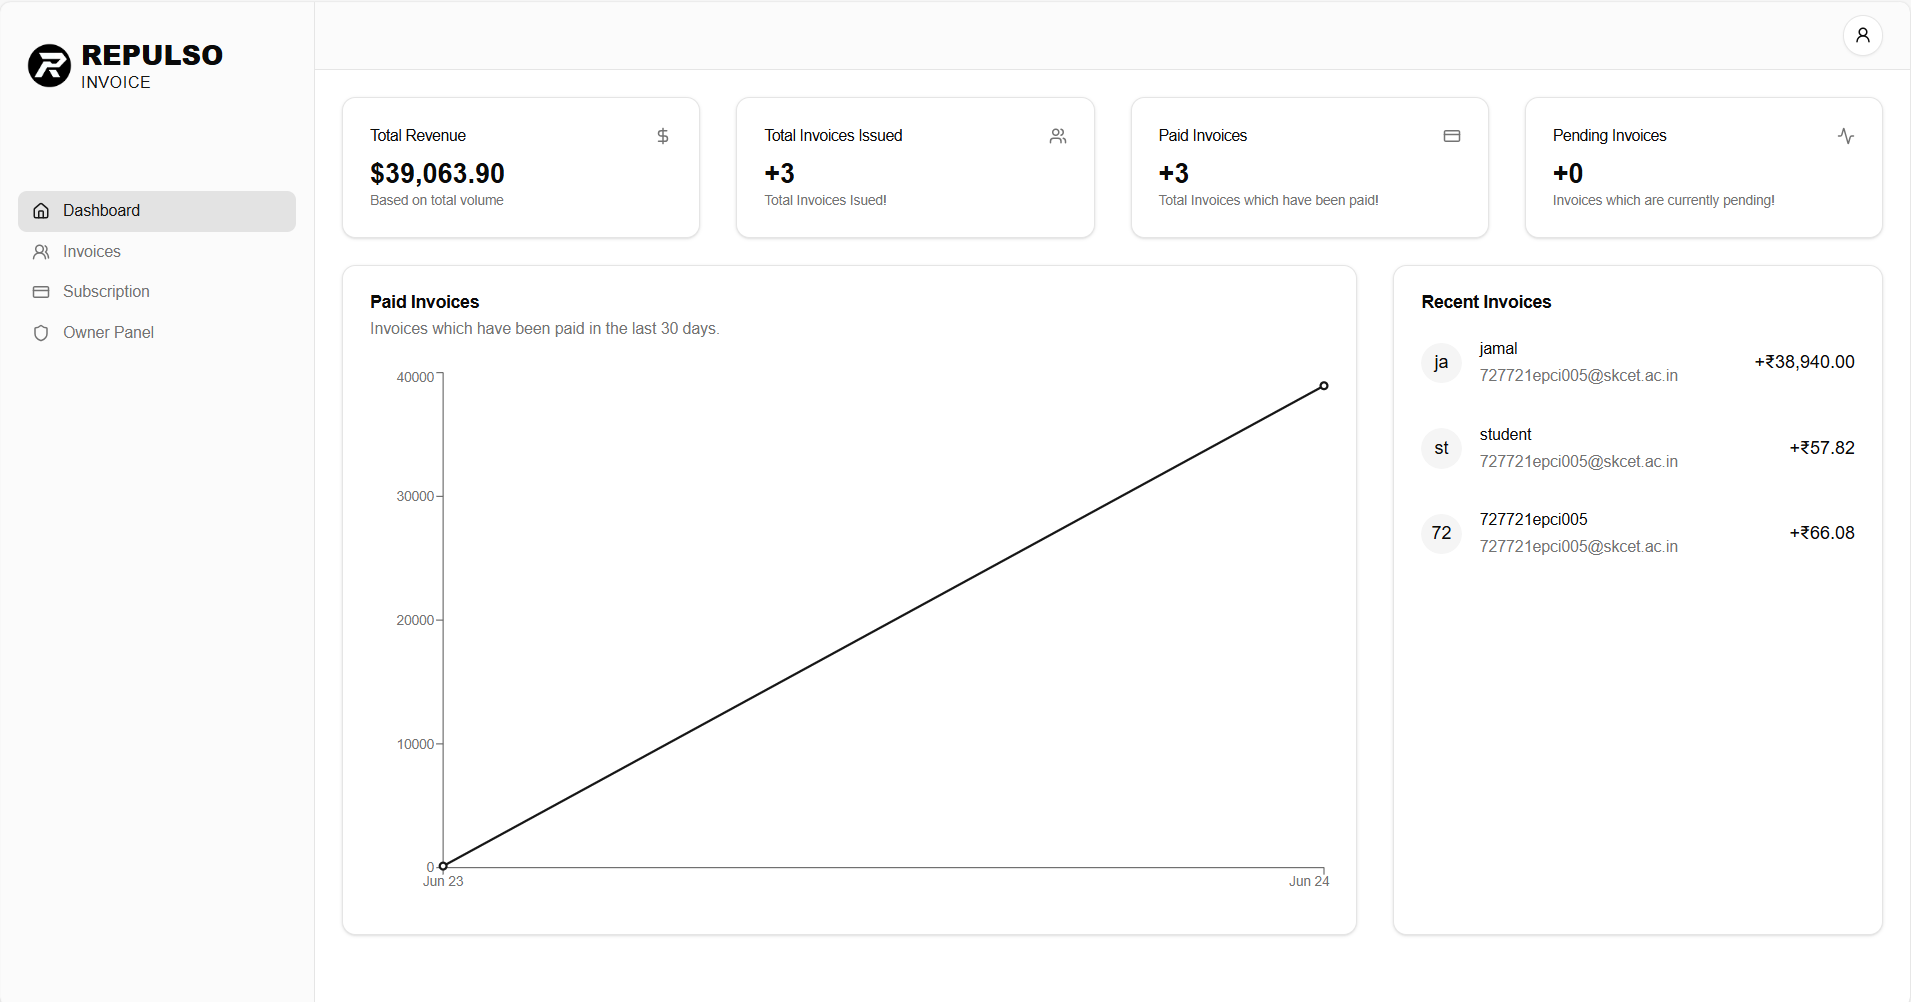 REPULSO
INVOICE
Dashboard
Invoices
Subscription
Owner Panel
Total Revenue
$39,063.90
Based on total volume
Total Invoices Issued
+3
Total Invoices Isued!
Paid Invoices
+3
Total Invoices which have been paid!
Pending Invoices
+0
Invoices which are currently pending!
Paid Invoices
Invoices which have been paid in the last 30 days.
40000
30000
20000
10000
0
Jun 23
Jun 24
Recent Invoices
ja
jamal
727721epci005@skcet.ac.in
+₹38,940.00
st
student
727721epci005@skcet.ac.in
+₹57.82
72
727721epci005
727721epci005@skcet.ac.in
+₹66.08